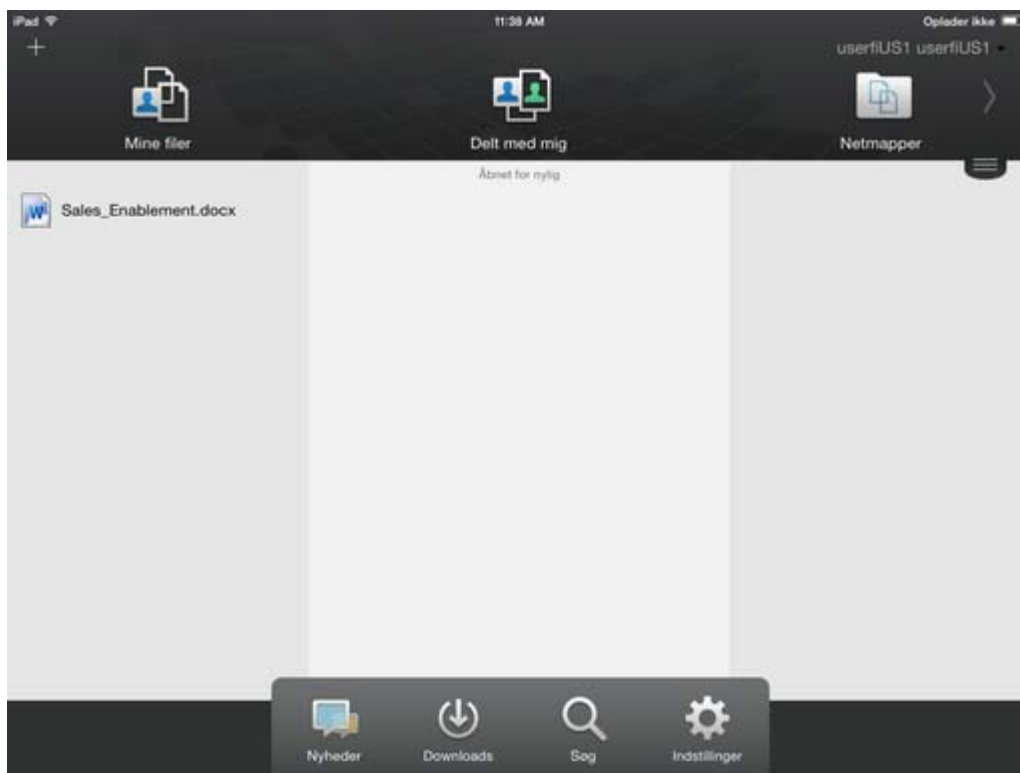 iPad
11:38 AM
Oplader ikke
userfiUS1 userfiUS1
Mine filer
Delt med mig
Netmapper
Åbnet for nylig
Sales_Enablement.docx
Nyheder
Downloads
Søg
Indstillinger